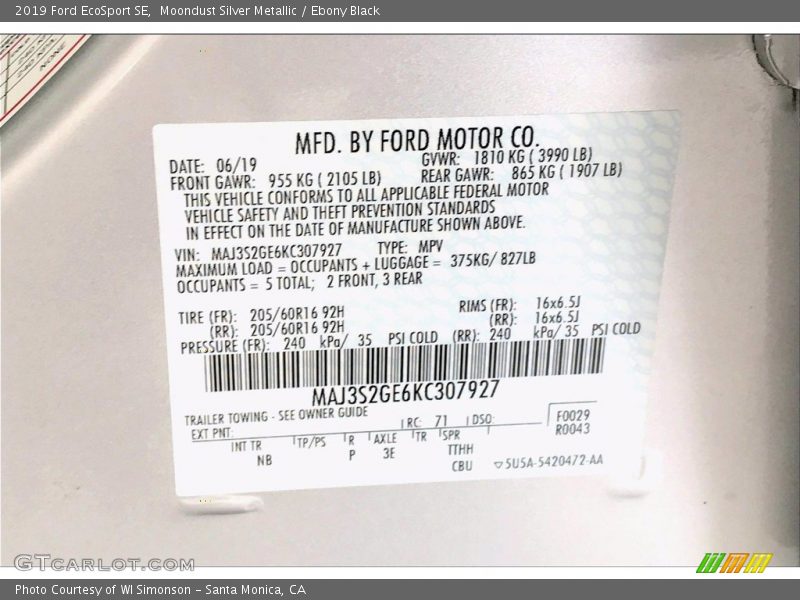 2019 Ford EcoSport SE,  Moondust Silver Metallic / Ebony Black
NON
MFD. BY FORD MOTOR CO.
DATE: 06/19 GVWR: 1810 KG ( 3990 LB)
FRONT GAWR: 955 KG ( 2105 LB) REAR GAWR: 865 KG ( 1907 LB)
THIS VEHICLE CONFORMS TO ALL APPLICABLE FEDERAL MOTOR
VEHICLE SAFETY AND THEFT PREVENTION STANDARDS
IN EFFECT ON THE DATE OF MANUFACTURE SHOWN ABOVE.
VIN: MAJ3S2GE6KC307927 TYPE: MPV
MAXIMUM LOAD = OCCUPANTS + LUGGAGE = 375KG/ 827LB
OCCUPANTS = 5 TOTAL; 2 FRONT, 3 REAR
TIRE (FR): 205/60R16 92H RIMS (FR): 16x6.5J
(RR): 205/60R16 92H (RR): 16x6.5J
PRESSURE (FR): 240 kPa/ 35 PSI COLD (RR): 240 kPa/ 35 PSI COLD
MAJ3S2GE6KC307927
TRAILER TOWING - SEE OWNER GUIDE
EXT PNT: RC: 71 DSO: F0029
INT TR TP/PS R AXLE TR SPR R0043
NB P 3E TTHH
CBU 5U5A-5420472-AA
GTCARLOT.COM
Photo Courtesy of WI Simonson - Santa Monica, CA